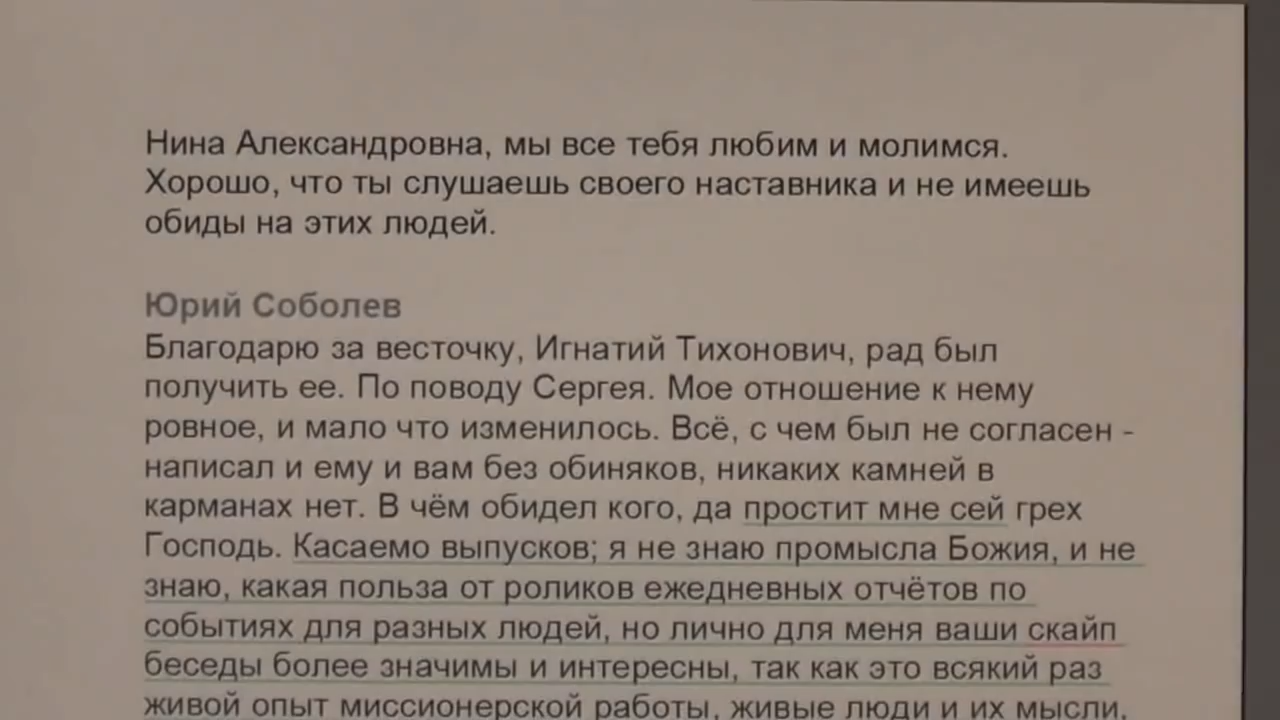 Нина Александровна, мы все тебя любим и молимся.
Хорошо, что ты слушаешь своего наставника и не имеешь
обиды на этих людей.
Юрий Соболев
Благодарю за весточку, Игнатий Тихонович, рад был
получить ее. По поводу Сергея. Мое отношение к нему
ровное, и мало что изменилось. Всё, с чем был не согласен -
написал и ему и вам без обиняков, никаких камней в
карманах нет. В чём обидел кого, да простит мне сей грех
Господь. Касаемо выпусков; я не знаю промысла Божия, и не
знаю, какая польза от роликов ежедневных отчётов по
событиях для разных людей, но лично для меня ваши скайп
беседы более значимы и интересны, так как это всякий раз
живой опыт миссионерской работы, живые люди и их мысли,